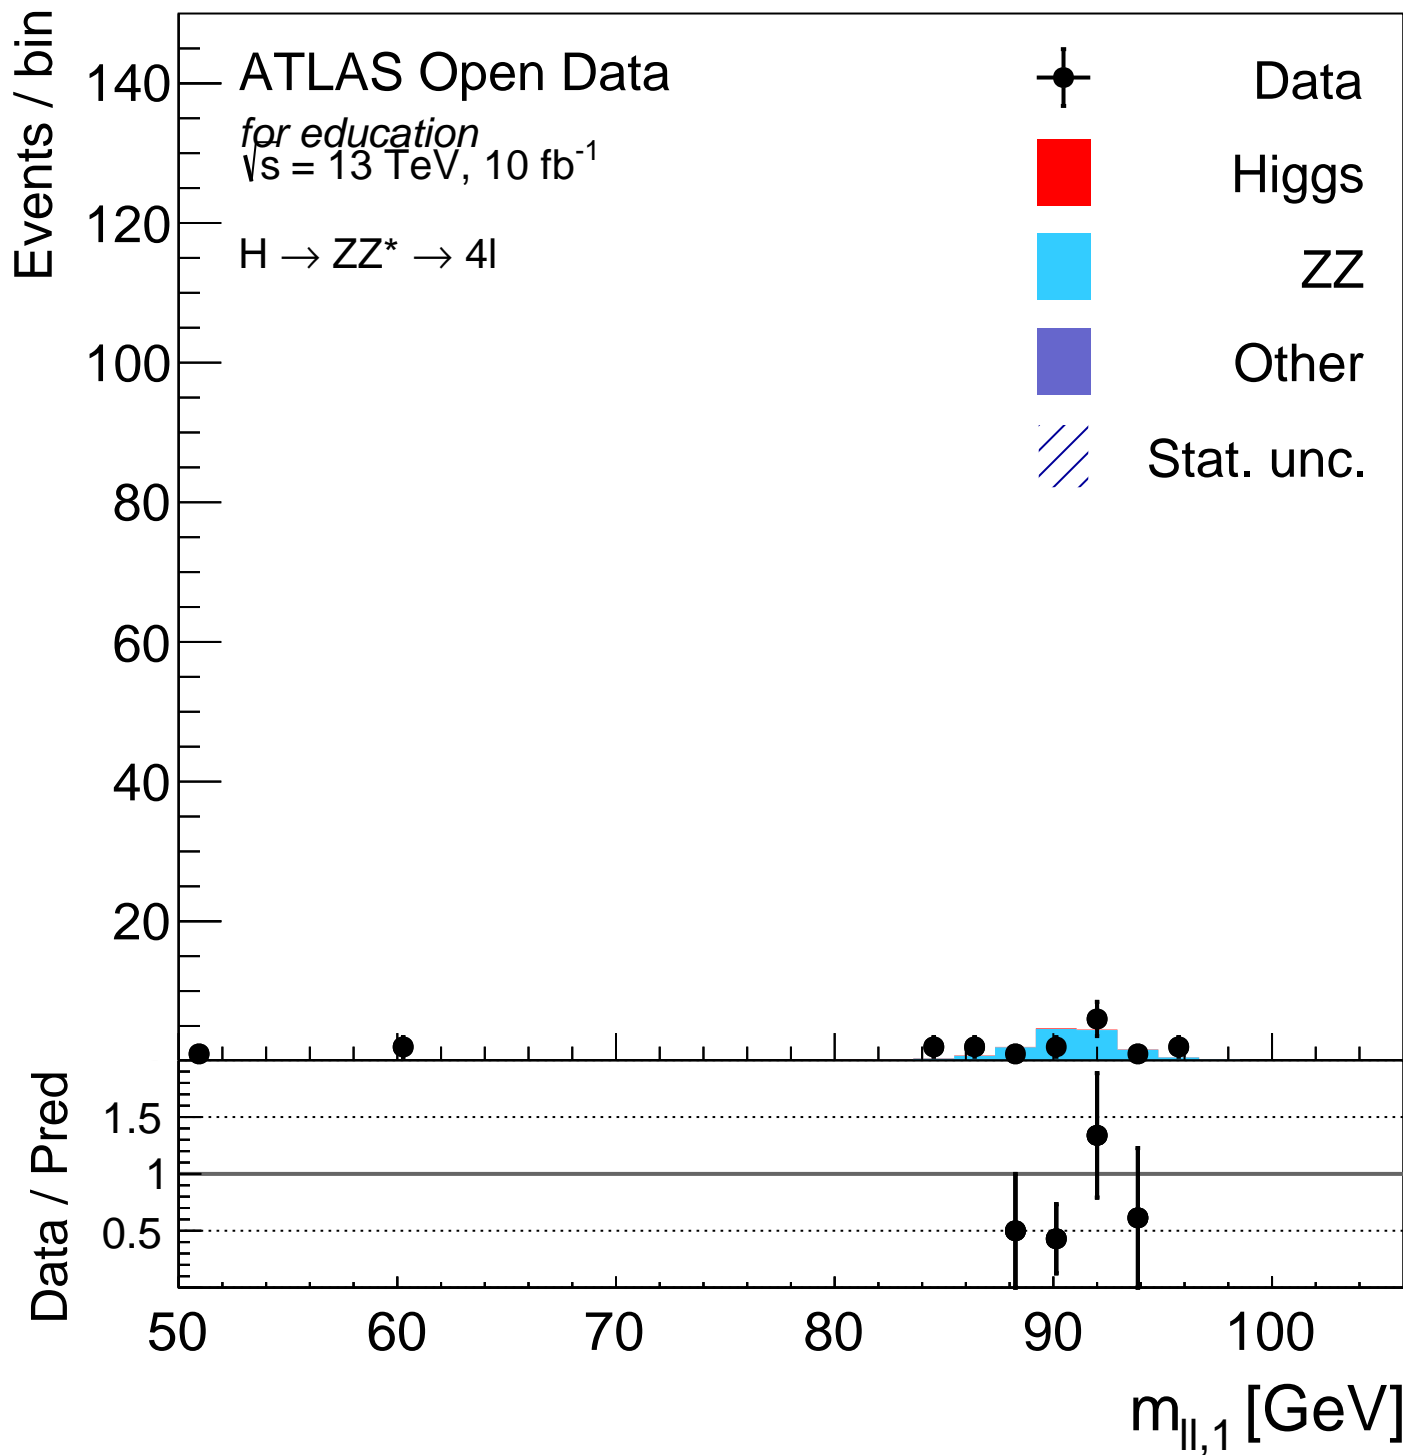 Events / bin
140
120
100
80
60
40
20
ATLAS Open Data
for education
√s = 13 TeV, 10 fb⁻¹
H → ZZ* → 4l
Data
Higgs
ZZ
Other
Stat. unc.
Data / Pred
1.5
1
0.5
50 60 70 80 90 100
m_ll,1 [GeV]